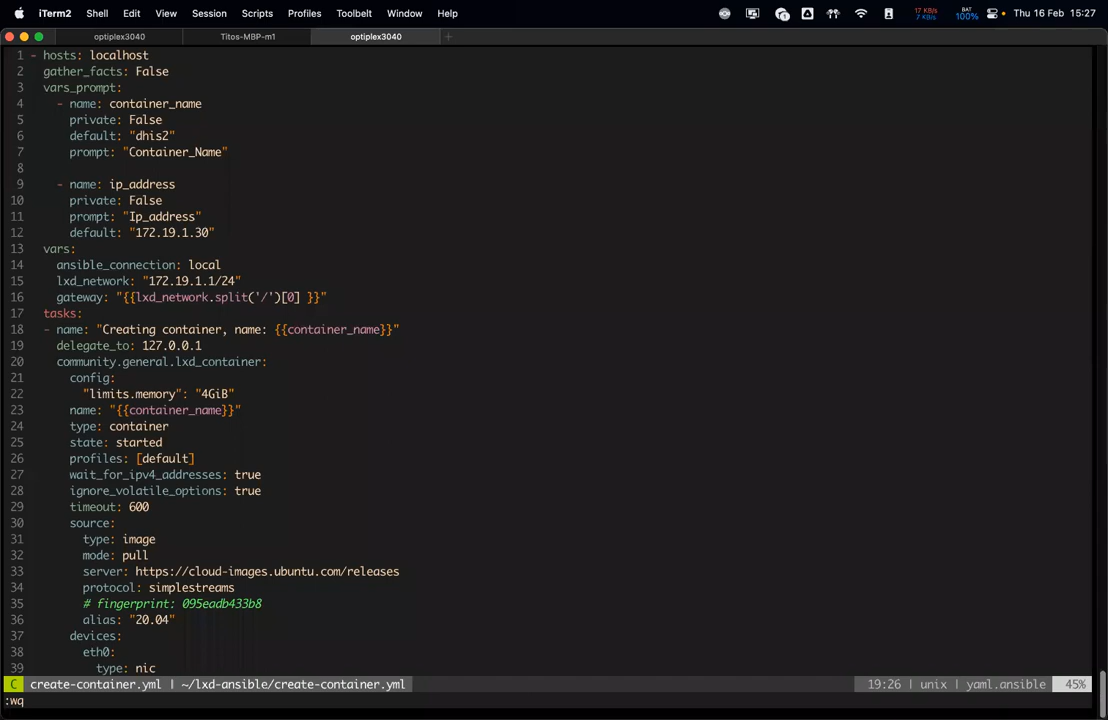 iTerm2 Shell Edit View Session Scripts Profiles Toolbelt Window Help 17 KB/s 7 KB/s BAT 100% Thu 16 Feb 15:27
optiplex3040 Titos-MBP-m1 optiplex3040 +
1 - hosts: localhost
2 gather_facts: False
3 vars_prompt:
4 - name: container_name
5 private: False
6 default: "dhis2"
7 prompt: "Container_Name"
8
9 - name: ip_address
10 private: False
11 prompt: "Ip_address"
12 default: "172.19.1.30"
13 vars:
14 ansible_connection: local
15 lxd_network: "172.19.1.1/24"
16 gateway: "{{lxd_network.split('/')[0] }}"
17 tasks:
18 - name: "Creating container, name: {{container_name}}"
19 delegate_to: 127.0.0.1
20 community.general.lxd_container:
21 config:
22 "limits.memory": "4GiB"
23 name: "{{container_name}}"
24 type: container
25 state: started
26 profiles: [default]
27 wait_for_ipv4_addresses: true
28 ignore_volatile_options: true
29 timeout: 600
30 source:
31 type: image
32 mode: pull
33 server: https://cloud-images.ubuntu.com/releases
34 protocol: simplestreams
35 # fingerprint: 095eadb433b8
36 alias: "20.04"
37 devices:
38 eth0:
39 type: nic
C create-container.yml | ~/lxd-ansible/create-container.yml 19:26 | unix | yaml.ansible 45%
:wq